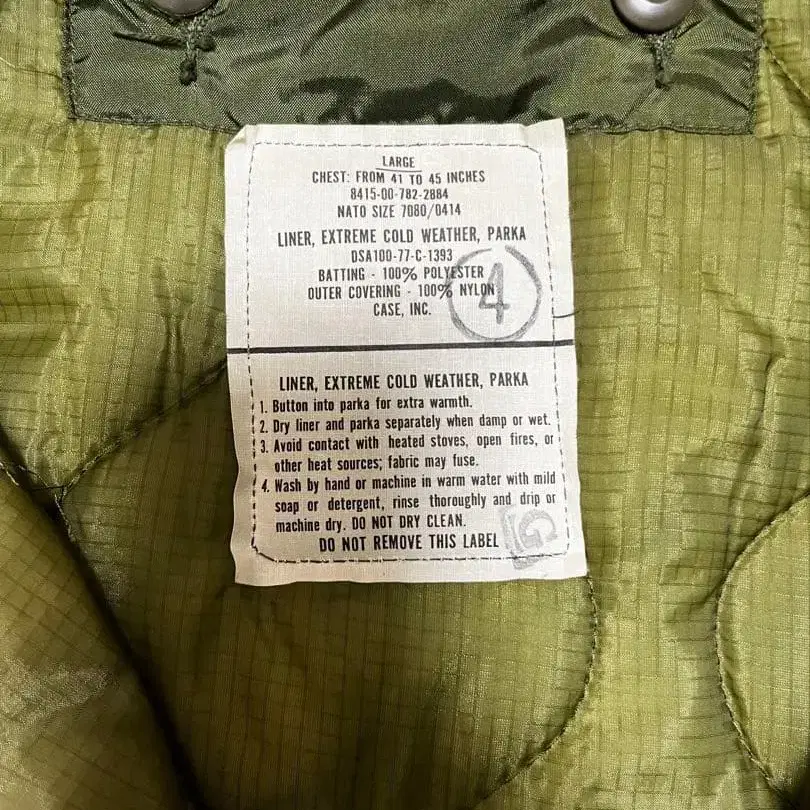 LARGE
CHEST: FROM 41 TO 45 INCHES
8415-00-782-2884
NATO SIZE 7080/0414
LINER, EXTREME COLD WEATHER, PARKA
DSA100-77-C-1393
BATTING - 100% POLYESTER
OUTER COVERING - 100% NYLON
CASE, INC.
4
LINER, EXTREME COLD WEATHER, PARKA
1. Button into parka for extra warmth.
2. Dry liner and parka separately when damp or wet.
3. Avoid contact with heated stoves, open fires, or
other heat sources; fabric may fuse.
4. Wash by hand or machine in warm water with mild
soap or detergent, rinse thoroughly and drip or
machine dry. DO NOT DRY CLEAN.
DO NOT REMOVE THIS LABEL